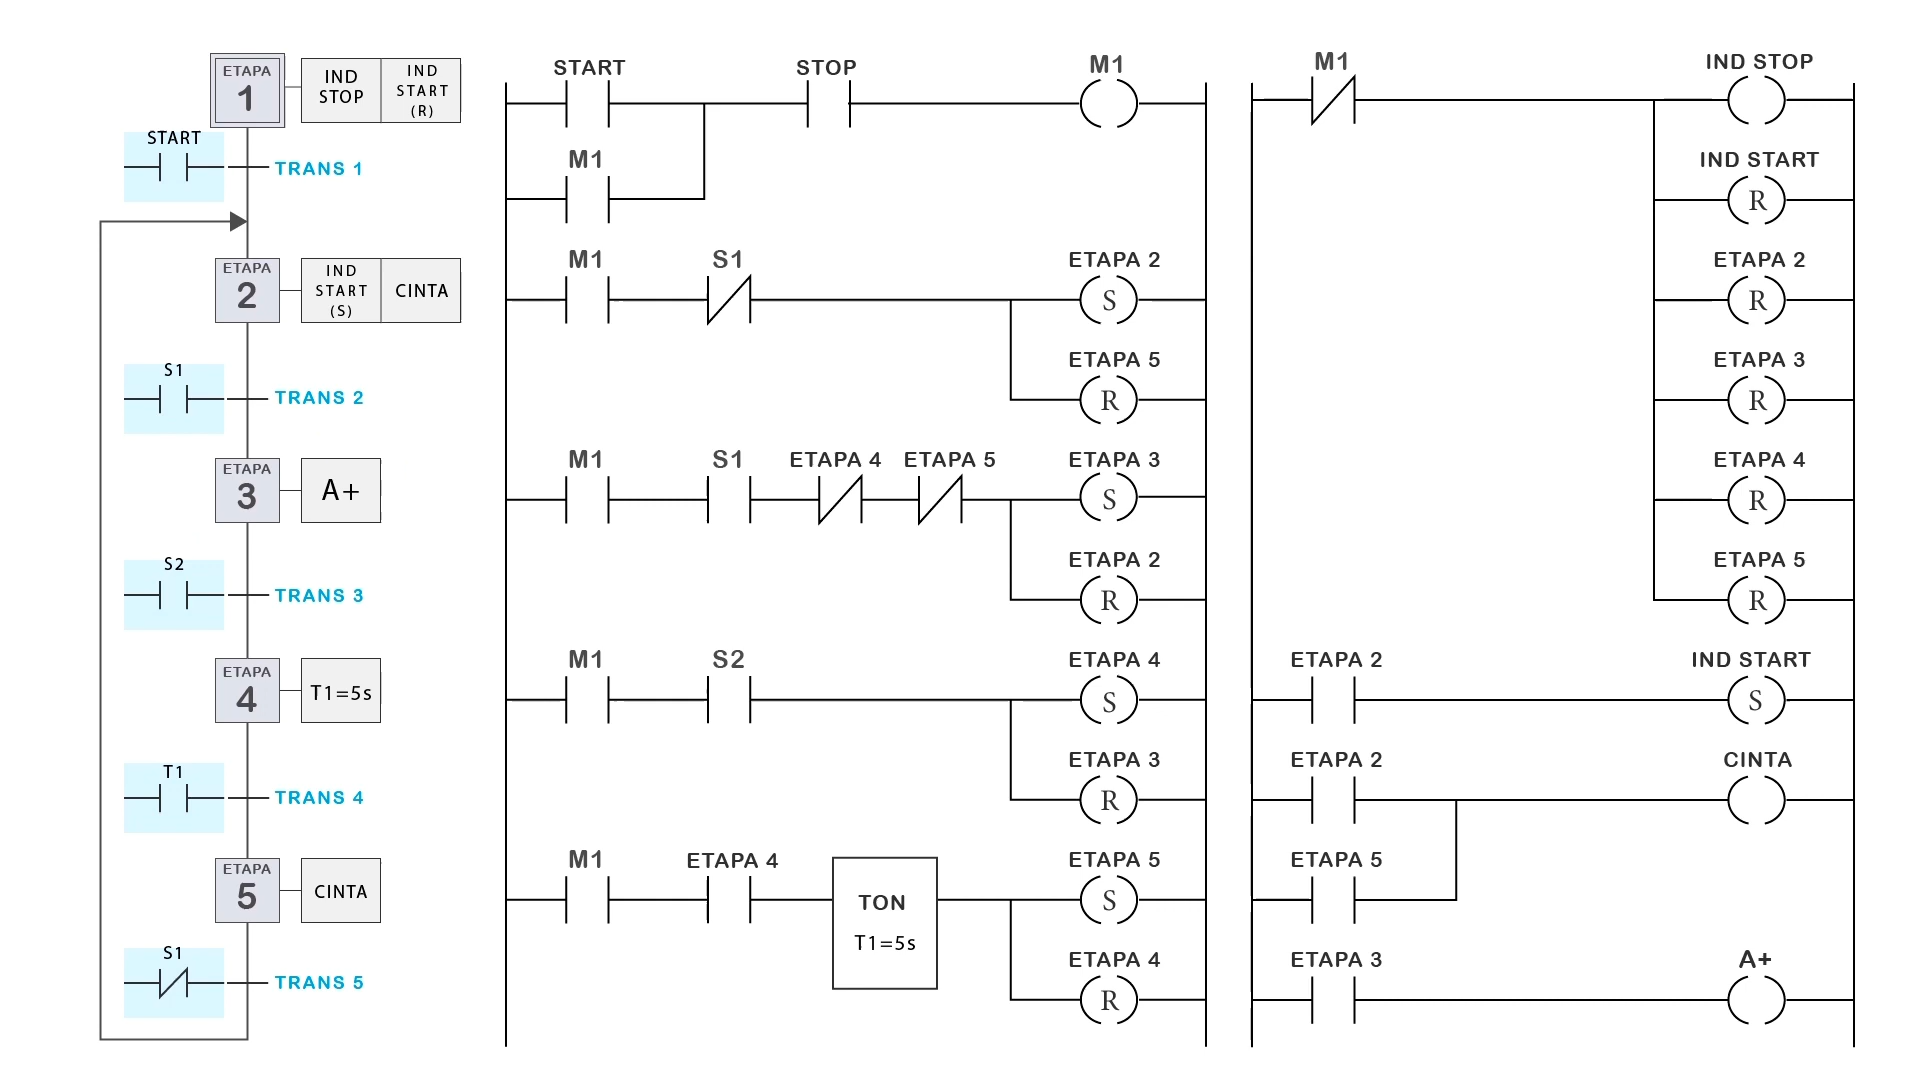 ETAPA
1
IND
STOP
IND
START
(R)
START
TRANS 1
ETAPA
2
IND
START
(S)
CINTA
S1
TRANS 2
ETAPA
3
A+
S2
TRANS 3
ETAPA
4
T1=5s
T1
TRANS 4
ETAPA
5
CINTA
S1
TRANS 5
START STOP M1
M1
M1 S1 ETAPA 2
S
ETAPA 5
R
M1 S1 ETAPA 4 ETAPA 5 ETAPA 3
S
ETAPA 2
R
M1 S2 ETAPA 4
S
ETAPA 3
R
M1 ETAPA 4 ETAPA 5
TON
T1=5s
S
ETAPA 4
R
M1 IND STOP
IND START
R
ETAPA 2
R
ETAPA 3
R
ETAPA 4
R
ETAPA 5
R
ETAPA 2 IND START
S
ETAPA 2 CINTA
ETAPA 5
ETAPA 3 A+